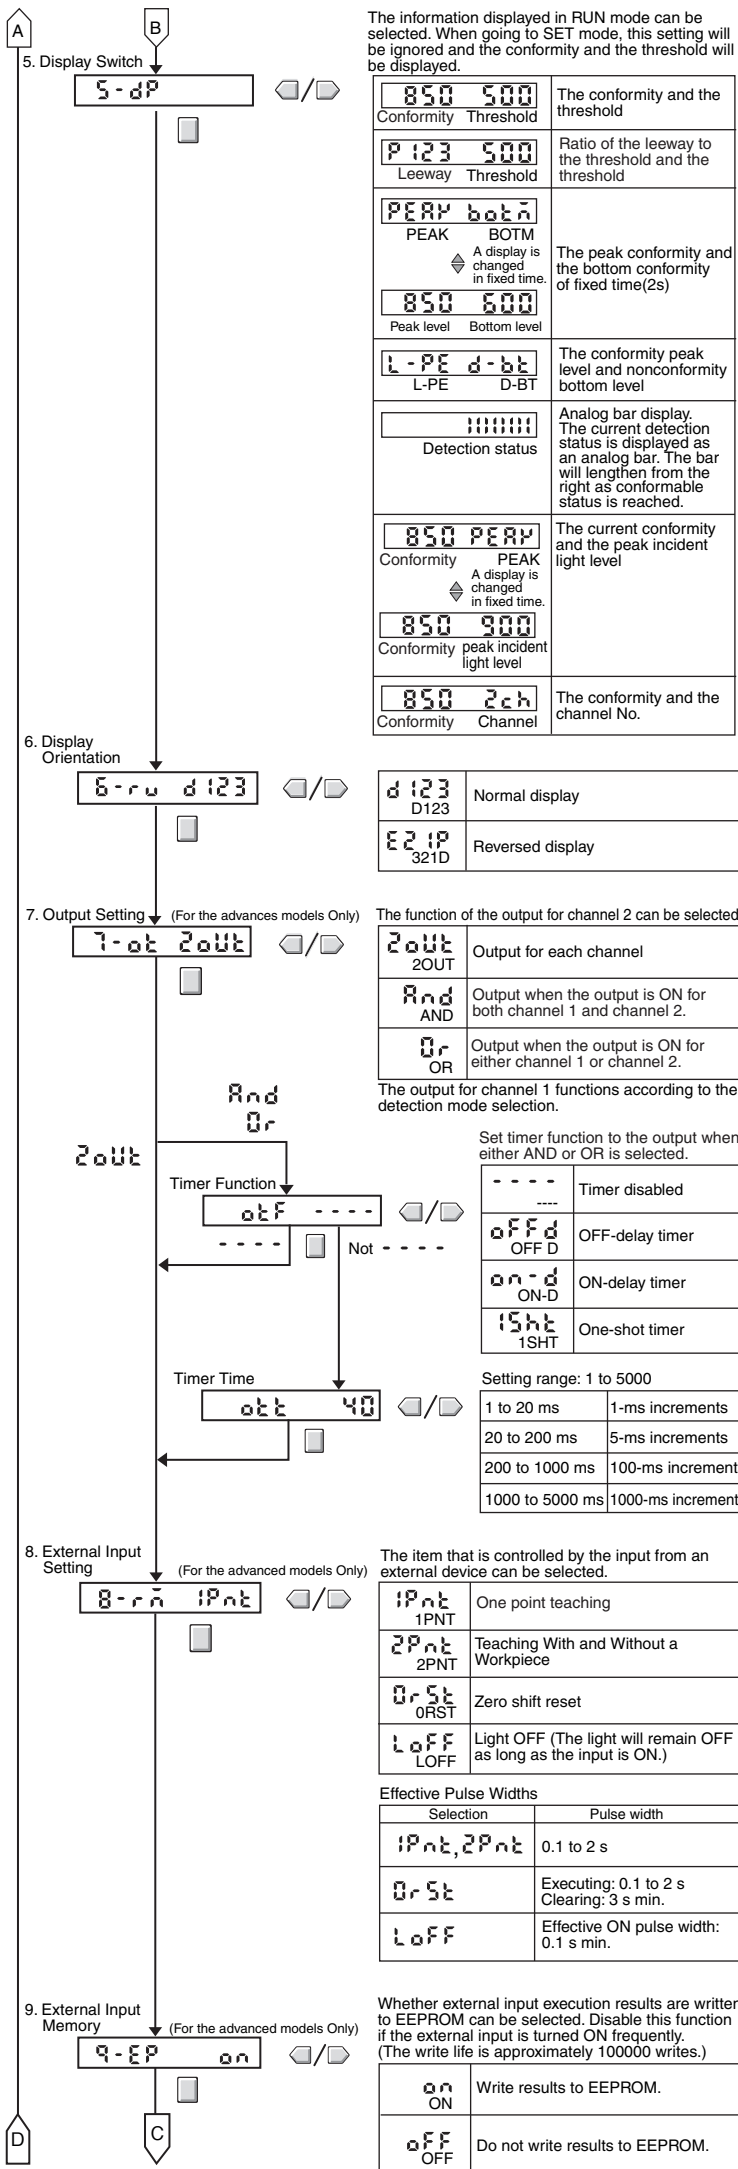 A
B
The information displayed in RUN mode can be
selected. When going to SET mode, this setting will
be ignored and the conformity and the threshold will
be displayed.
5. Display Switch
5-dP
850 500
Conformity Threshold
The conformity and the
threshold
P 123 500
Leeway Threshold
Ratio of the leeway to
the threshold and the
threshold
PEAK botm
PEAK BOTM
A display is
changed
in fixed time.
850 600
Peak level Bottom level
The peak conformity and
the bottom conformity
of fixed time(2s)
L-PE d-bt
L-PE D-BT
The conformity peak
level and nonconformity
bottom level
Detection status
Analog bar display.
The current detection
status is displayed as
an analog bar. The bar
will lengthen from the
right as conformable
status is reached.
850 PEAK
Conformity PEAK
A display is
changed
in fixed time.
850 900
Conformity peak incident
light level
The current conformity
and the peak incident
light level
850 2ch
Conformity Channel
The conformity and the
channel No.
6. Display
Orientation
6-ru d123
d123
D123
Normal display
321D
Reversed display
7. Output Setting (For the advances models Only)
The function of the output for channel 2 can be selected
7-ot 2oUt
2oUt
2OUT
Output for each channel
And
AND
Output when the output is ON for
both channel 1 and channel 2.
Or
OR
Output when the output is ON for
either channel 1 or channel 2.
The output for channel 1 functions according to the
detection mode selection.
And
Or
2oUt
Set timer function to the output when
either AND or OR is selected.
Timer Function
otF ----
----
Not ----
----
----
Timer disabled
oFFd
OFF D
OFF-delay timer
on-d
ON-D
ON-delay timer
1Sht
1SHT
One-shot timer
Timer Time
ott 40
Setting range: 1 to 5000
1 to 20 ms 1-ms increments
20 to 200 ms 5-ms increments
200 to 1000 ms 100-ms increment
1000 to 5000 ms 1000-ms increment
8. External Input
Setting
(For the advanced models Only)
The item that is controlled by the input from an
external device can be selected.
8-rm 1Pnt
1Pnt
1PNT
One point teaching
2Pnt
2PNT
Teaching With and Without a
Workpiece
0rSt
0RST
Zero shift reset
LoFF
LOFF
Light OFF (The light will remain OFF
as long as the input is ON.)
Effective Pulse Widths
Selection Pulse width
1Pnt,2Pnt 0.1 to 2 s
0rSt
Executing: 0.1 to 2 s
Clearing: 3 s min.
LoFF
Effective ON pulse width:
0.1 s min.
9. External Input
Memory
(For the advanced models Only)
Whether external input execution results are written
to EEPROM can be selected. Disable this function
if the external input is turned ON frequently.
(The write life is approximately 100000 writes.)
9-EP on
on
ON
Write results to EEPROM.
oFF
OFF
Do not write results to EEPROM.
D
C